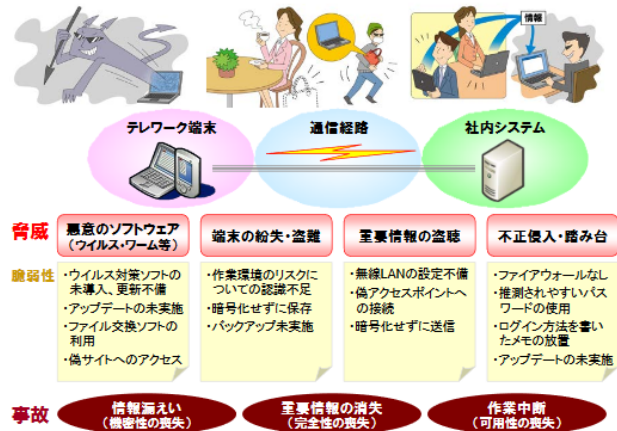 情報
テレワーク端末
通信経路
社内システム
脅威
悪意のソフトウェア
(ウイルス・ワーム等)
端末の紛失・盗難
重要情報の盗聴
不正侵入・踏み台
脆弱性
・ウイルス対策ソフトの
未導入、更新不備
・アップデートの未実施
・ファイル交換ソフトの
利用
・偽サイトへのアクセス
・作業環境のリスクに
ついての認識不足
・暗号化せずに保存
・バックアップ未実施
・無線LANの設定不備
・偽アクセスポイントへ
の接続
・暗号化せずに送信
・ファイアウォールなし
・推測されやすいパス
ワードの使用
・ログイン方法を書い
たメモの放置
・アップデートの未実施
事故
情報漏えい
(機密性の喪失)
重要情報の消失
(完全性の喪失)
作業中断
(可用性の喪失)